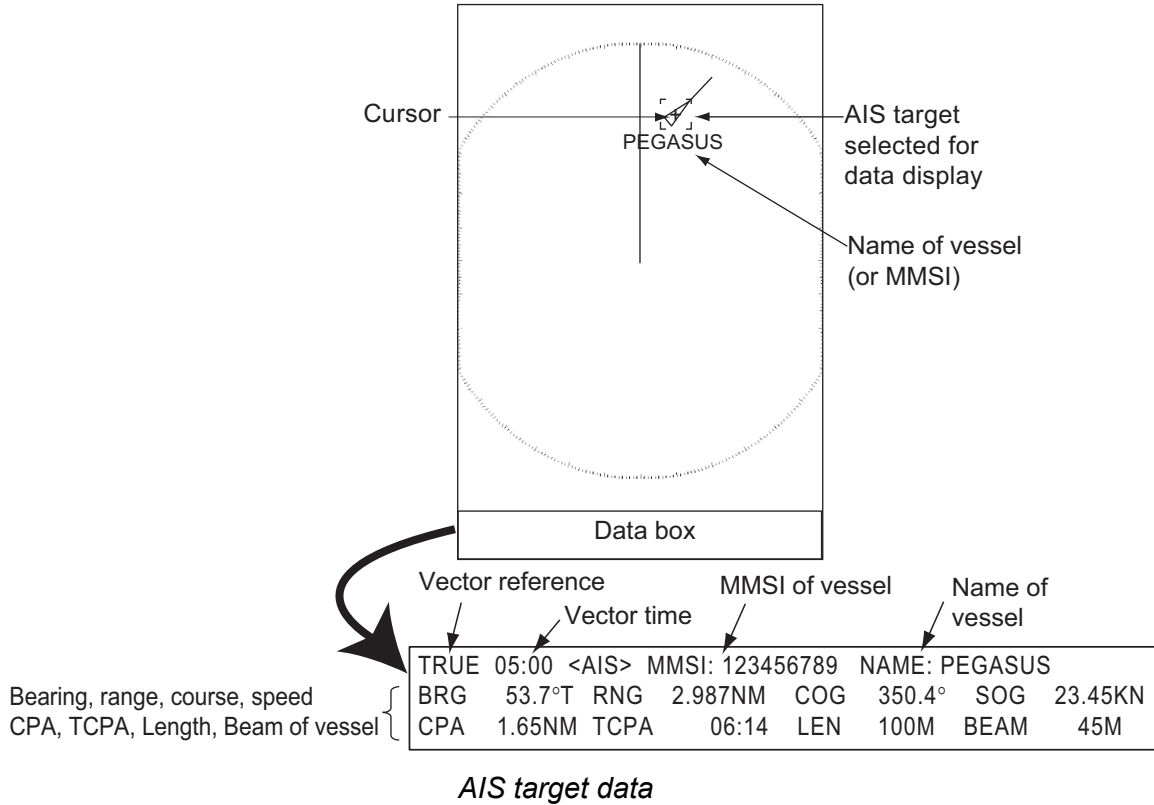 Cursor
AIS target
selected for
data display
PEGASUS
Name of vessel
(or MMSI)
Data box
Vector reference
Vector time
MMSI of vessel
Name of
vessel
TRUE 05:00 <AIS> MMSI: 123456789 NAME: PEGASUS
Bearing, range, course, speed
BRG 53.7°T RNG 2.987NM COG 350.4° SOG 23.45KN
CPA, TCPA, Length, Beam of vessel
CPA 1.65NM TCPA 06:14 LEN 100M BEAM 45M
AIS target data